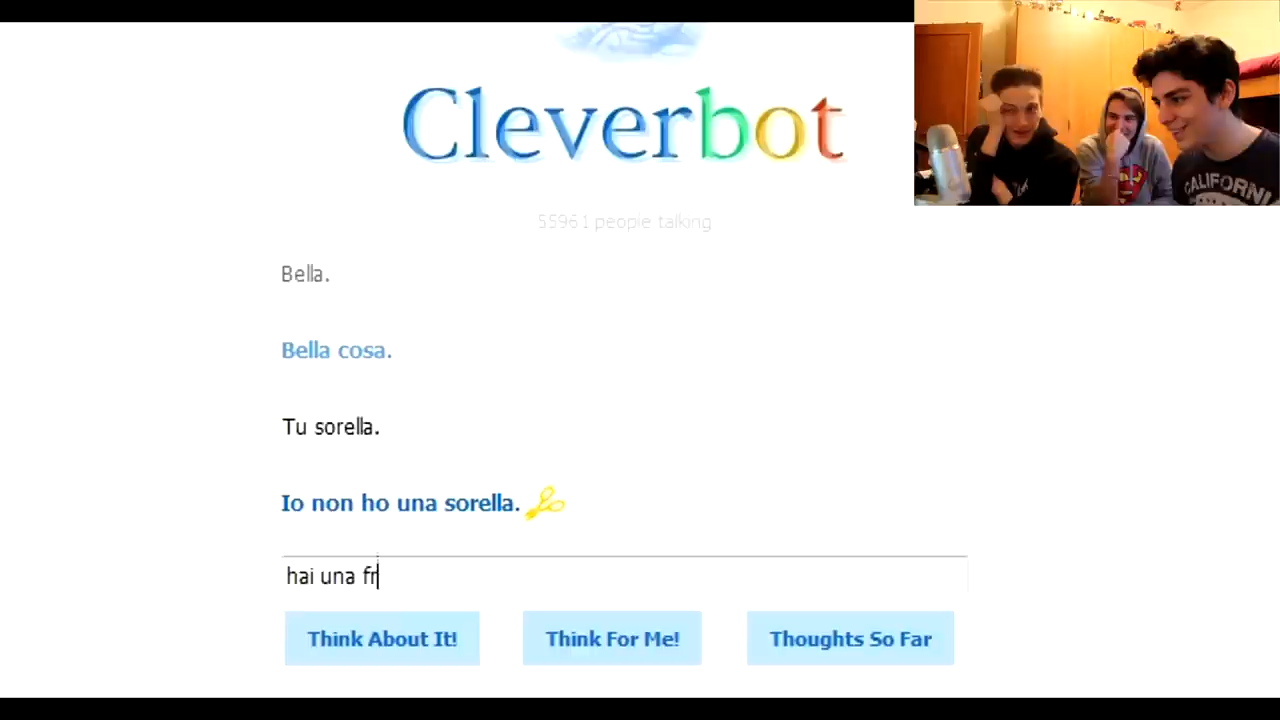 Cleverbot
55961 people talking
Bella.
Bella cosa.
Tu sorella.
Io non ho una sorella.
hai una fr
Think About It!
Think For Me!
Thoughts So Far
CALIFORNIA